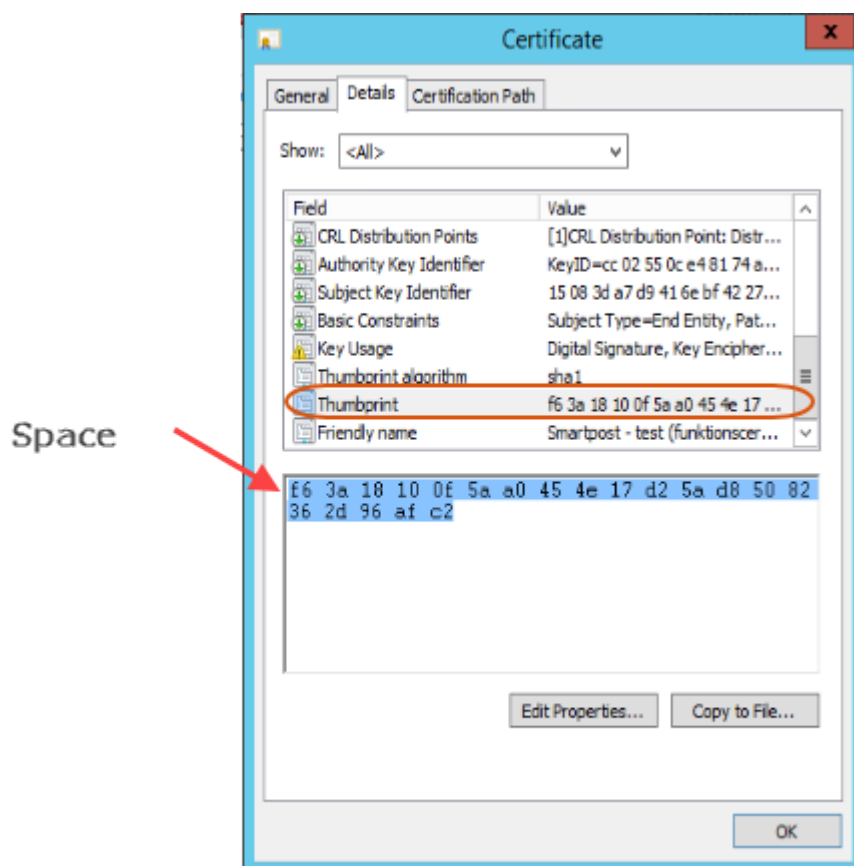 Certificate
x
General Details Certification Path
Show: <All>
Field Value
CRL Distribution Points [1]CRL Distribution Point: Distr...
Authority Key Identifier KeyID=cc 02 55 0c e4 81 74 a...
Subject Key Identifier 15 08 3d a7 d9 41 6e bf 42 27...
Basic Constraints Subject Type=End Entity, Pat...
Key Usage Digital Signature, Key Encipher...
Thumbprint algorithm sha1
Thumbprint f6 3a 18 10 0f 5a a0 45 4e 17 ...
Friendly name Smartpost - test (funktionscer...
Space
f6 3a 18 10 0f 5a a0 45 4e 17 d2 5a d8 50 82
36 2d 96 af c2
Edit Properties... Copy to File...
OK